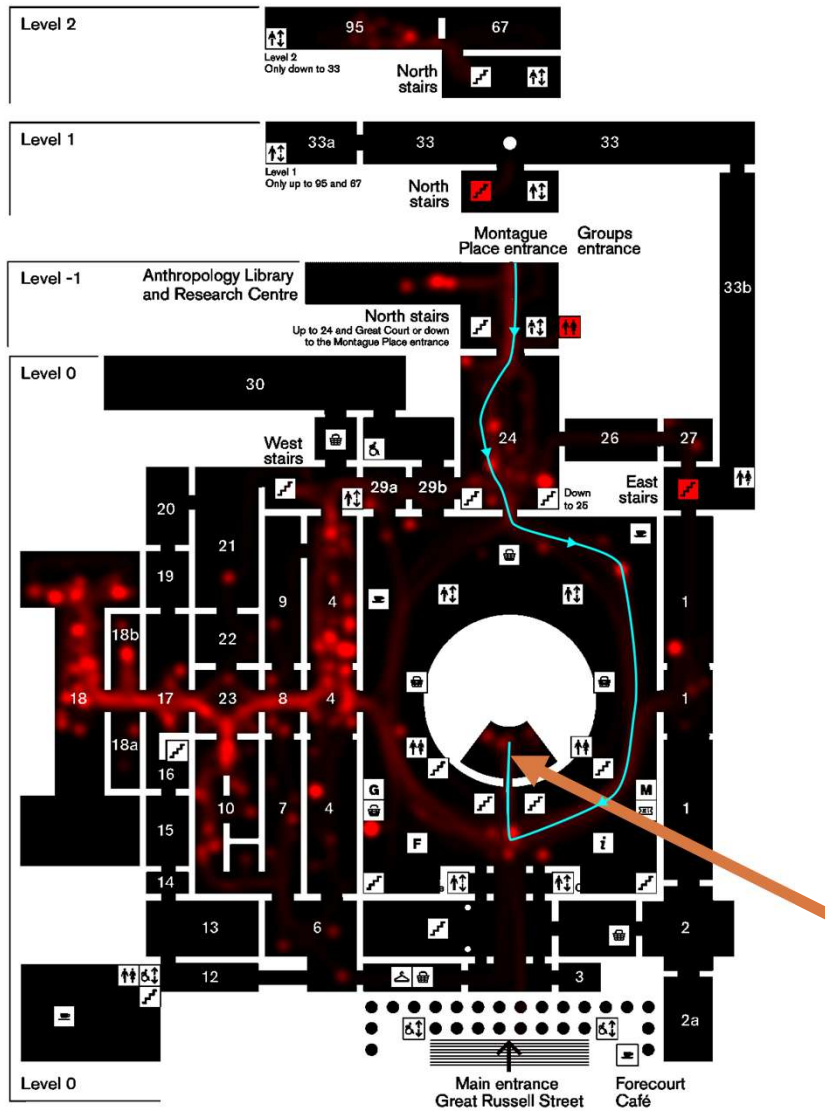 Level 2
95
67
Level 2
Only down to 33
North
stairs
Level 1
33a
33
33
Level 1
Only up to 95 and 67
North
stairs
Montague
Place entrance
Groups
entrance
Level -1
Anthropology Library
and Research Centre
33b
North stairs
Up to 24 and Great Court or down
to the Montague Place entrance
Level 0
30
24
26
27
West
stairs
29a
29b
Down
to 25
East
stairs
20
21
19
9
4
1
18b
22
18
17
23
8
4
1
18a
16
10
7
4
1
G
M
15
F
i
14
13
6
2
12
3
2a
Level 0
Main entrance
Great Russell Street
Forecourt
Café